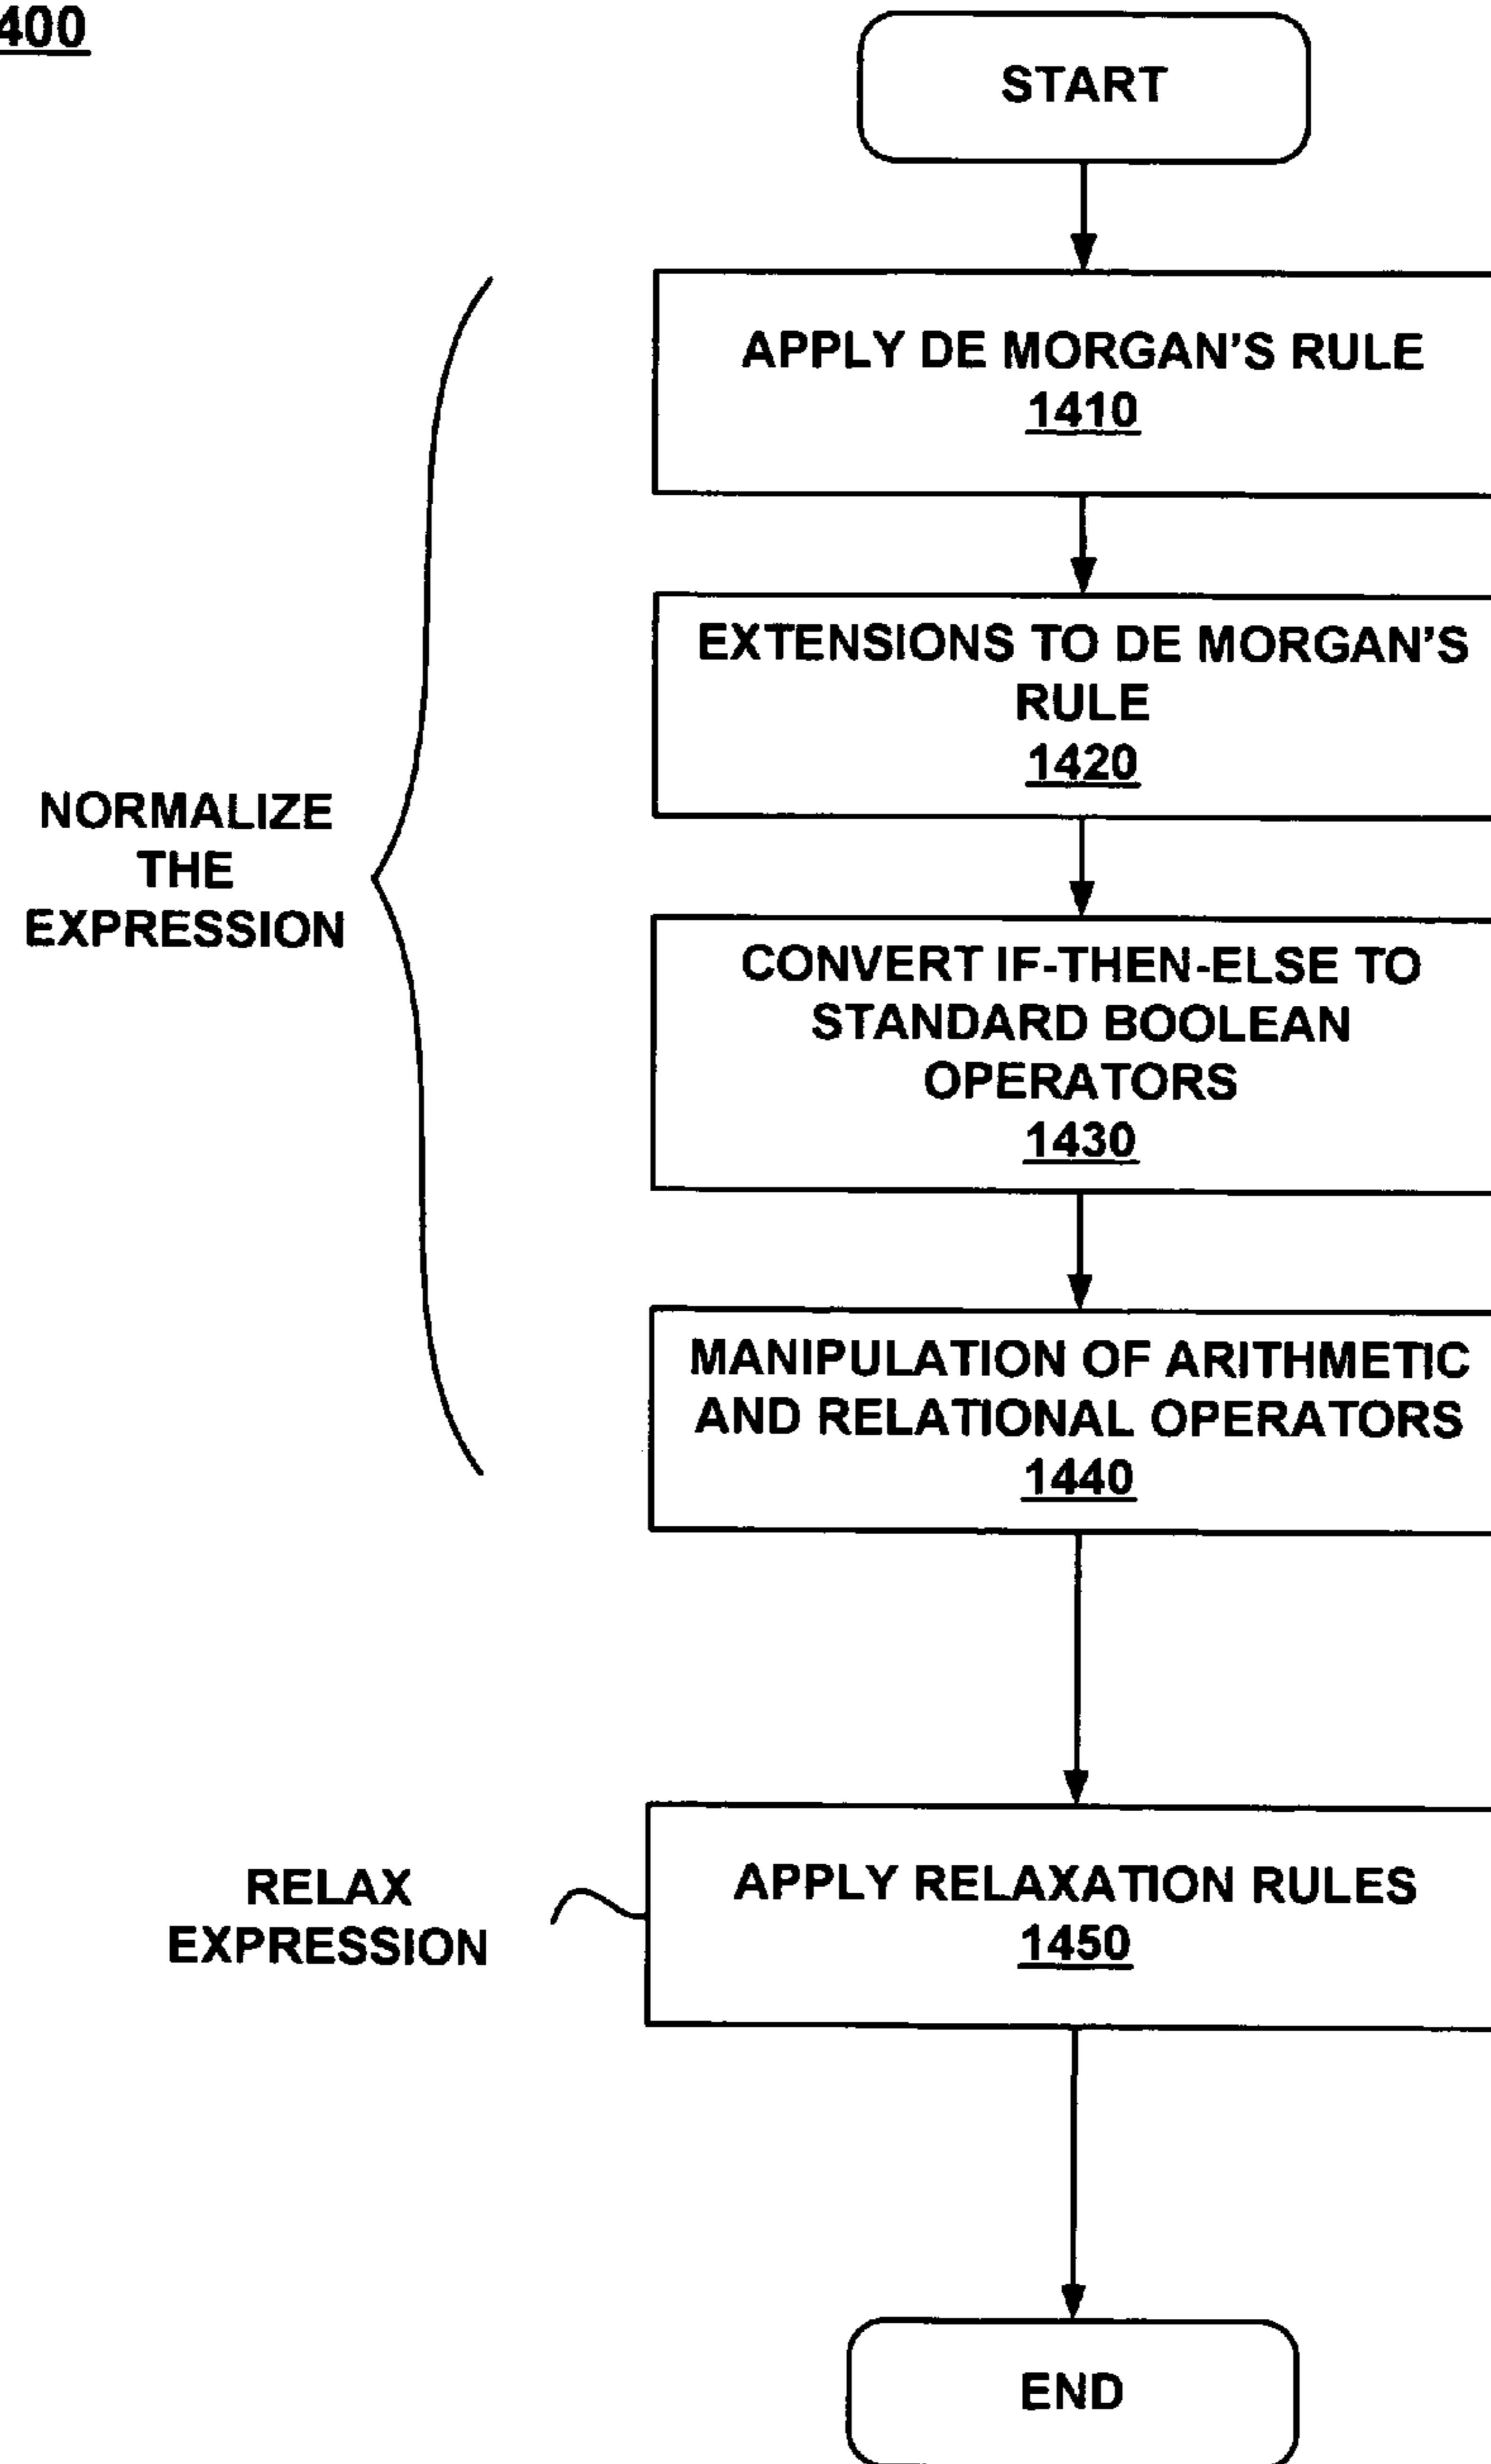 400
START
APPLY DE MORGAN'S RULE
1410
EXTENSIONS TO DE MORGAN'S
RULE
1420
NORMALIZE
THE
EXPRESSION
CONVERT IF-THEN-ELSE TO
STANDARD BOOLEAN
OPERATORS
1430
MANIPULATION OF ARITHMETIC
AND RELATIONAL OPERATORS
1440
RELAX
EXPRESSION
APPLY RELAXATION RULES
1450
END